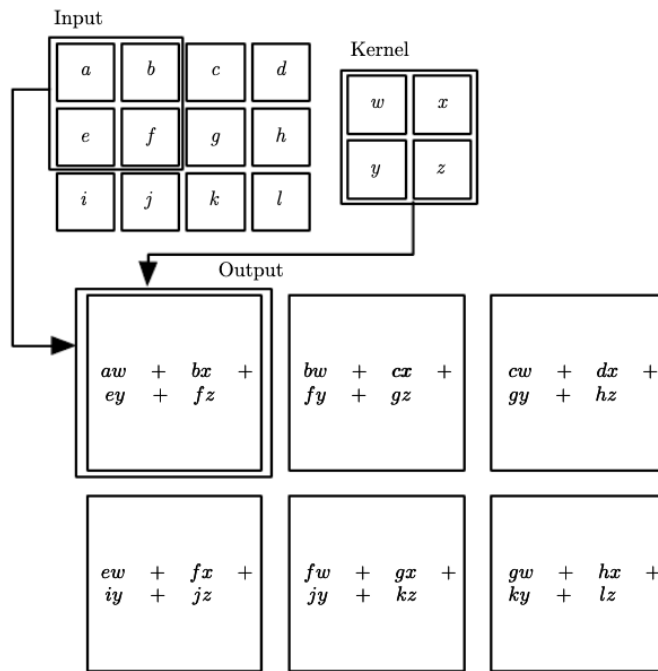 Input
a b c d
e f g h
i j k l
Kernel
w x
y z
Output
aw + bx +
ey + fz
bw + cx +
fy + gz
cw + dx +
gy + hz
ew + fx +
iy + jz
fw + gx +
jy + kz
gw + hx +
ky + lz